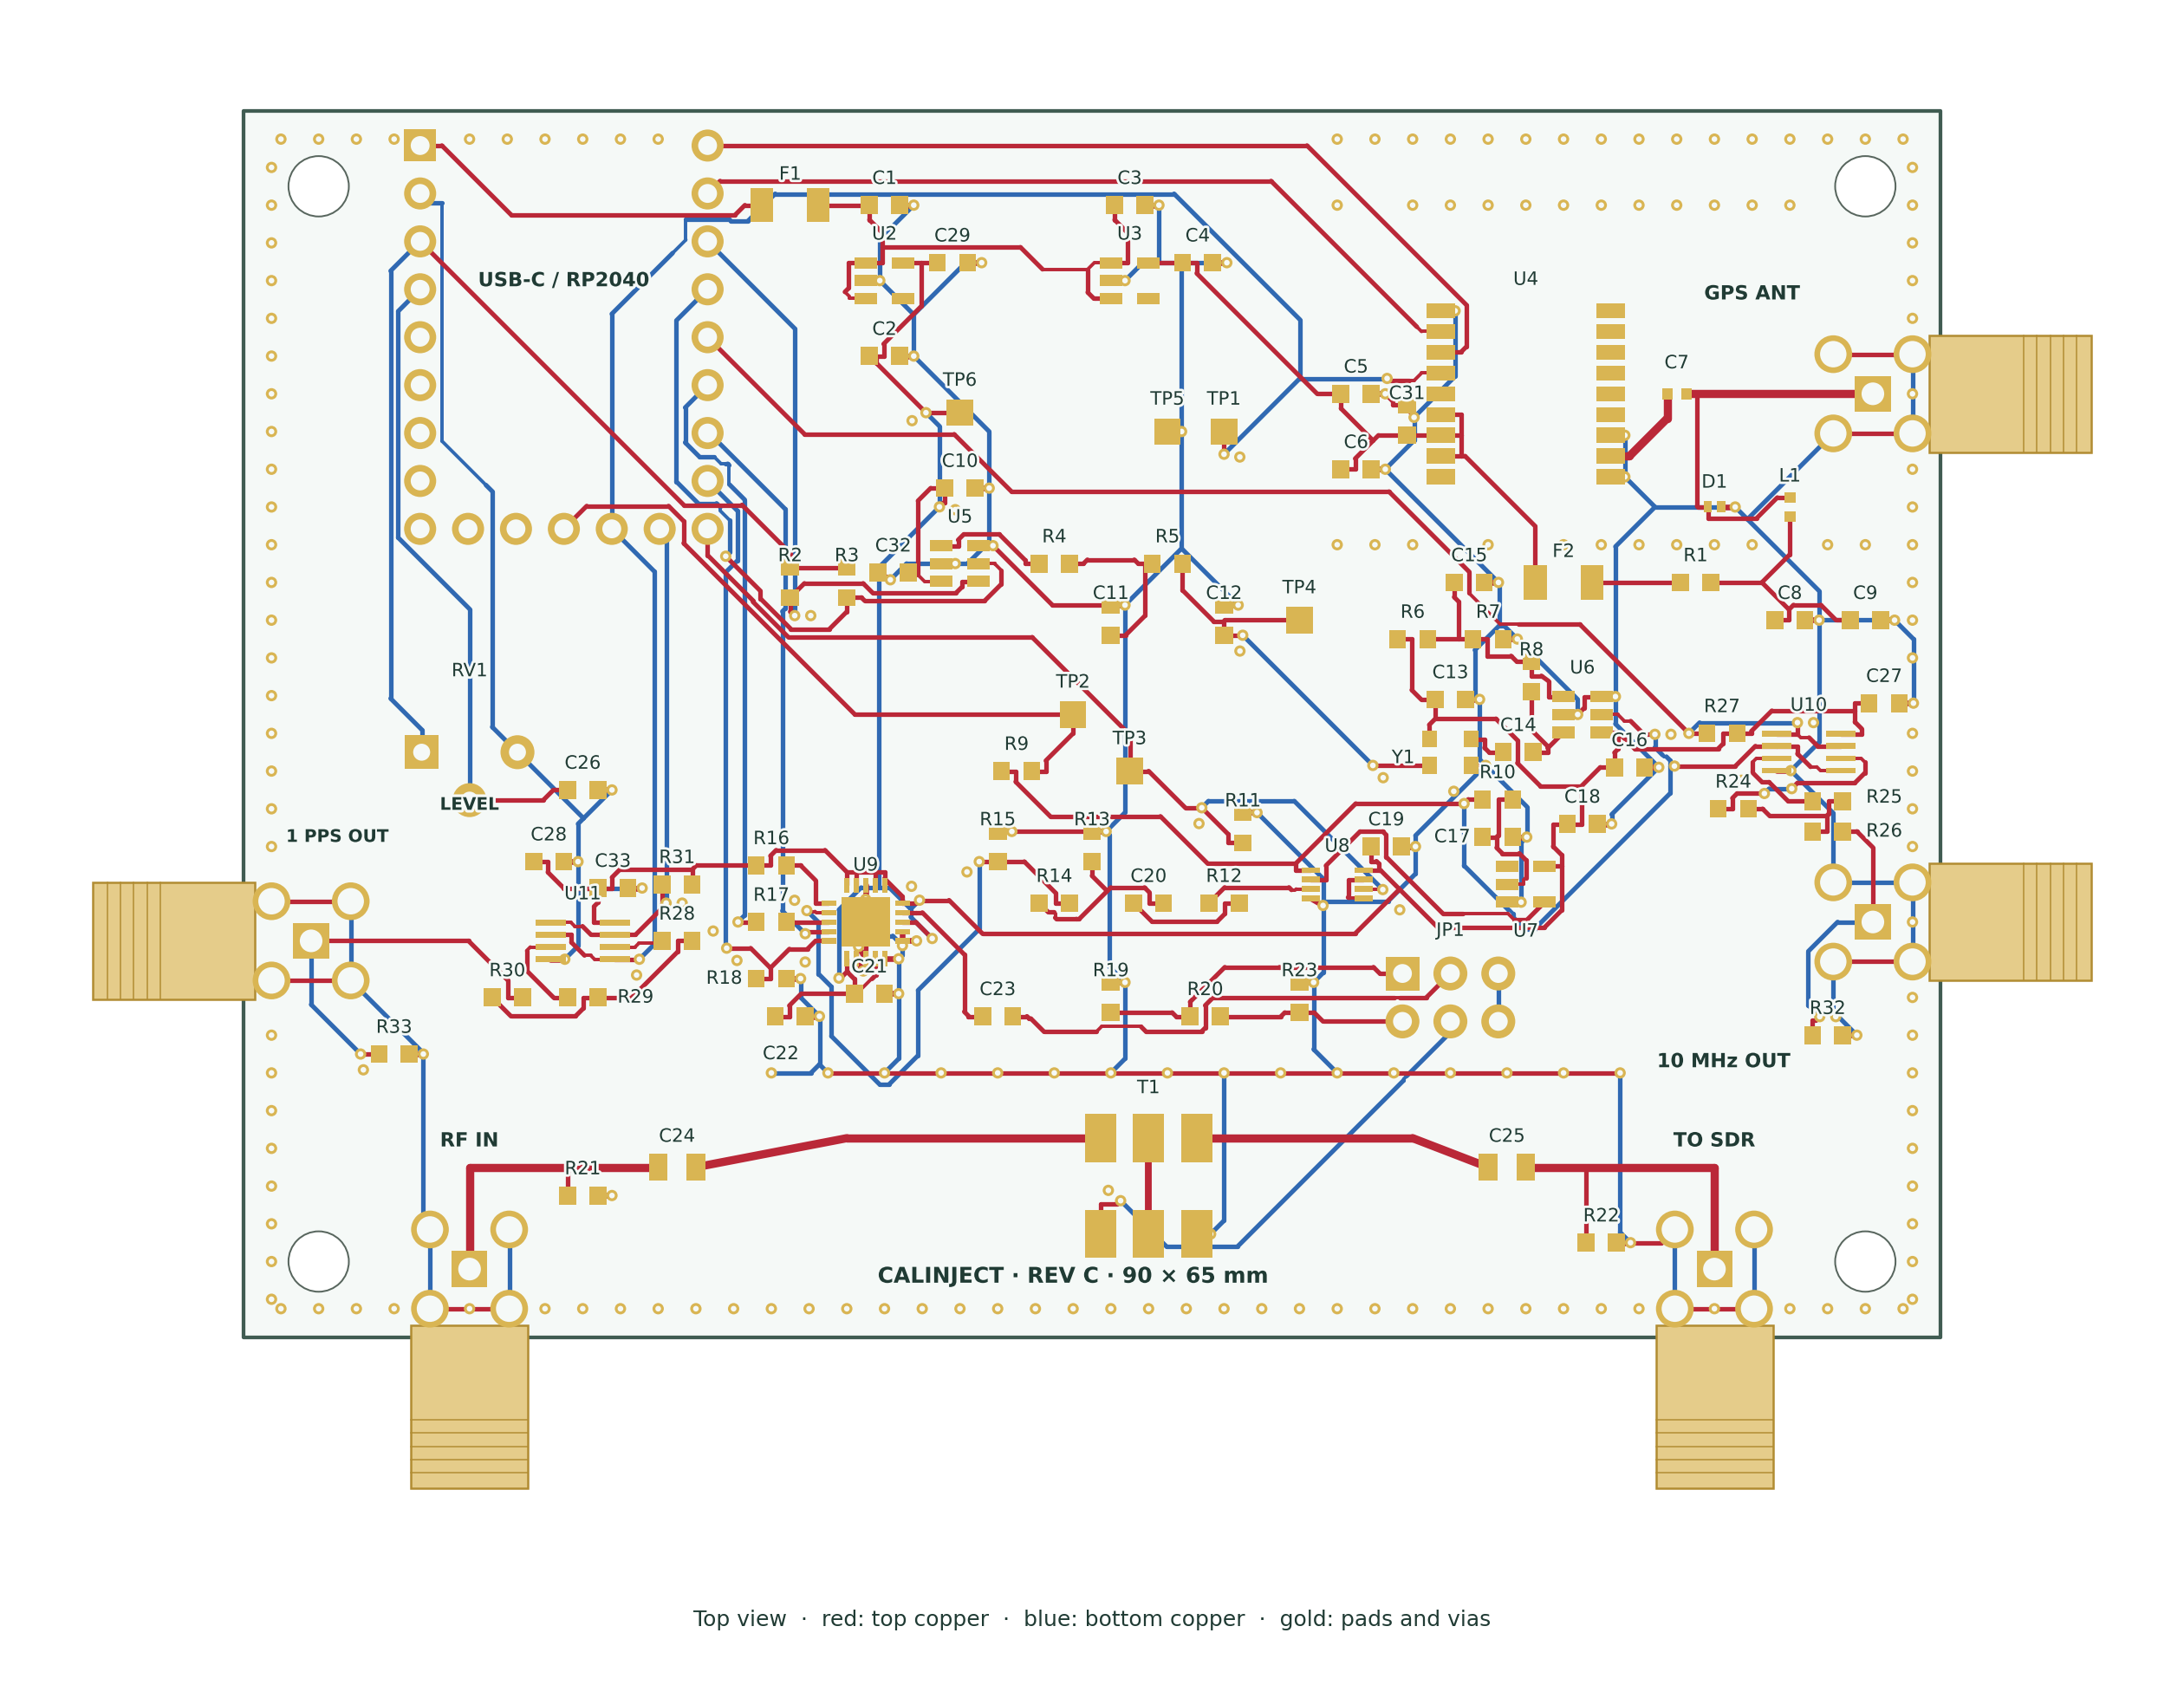 F1
C1
C3
U2
C29
U3
C4
USB-C / RP2040
U4
GPS ANT
C2
C5
C7
TP6
TP5
TP1
C31
C6
C10
D1
L1
U5
R2
R3
C32
R4
R5
C15
F2
R1
TP4
C11
C12
R6
R7
C8
C9
R8
RV1
C13
U6
TP2
C27
R27
U10
C14
TP3
R9
C16
Y1
C26
R10
R24
LEVEL
R11
C18
R25
1 PPS OUT
C28
R16
R15
R13
C19
C17
R26
C33
R31
U9
U8
U11
R17
R14
C20
R12
R28
JP1
U7
R30
R18
C21
R19
R23
R29
C23
R20
R32
R33
C22
10 MHz OUT
T1
RF IN
C24
C25
TO SDR
R21
R22
CALINJECT · REV C · 90 × 65 mm
Top view · red: top copper · blue: bottom copper · gold: pads and vias